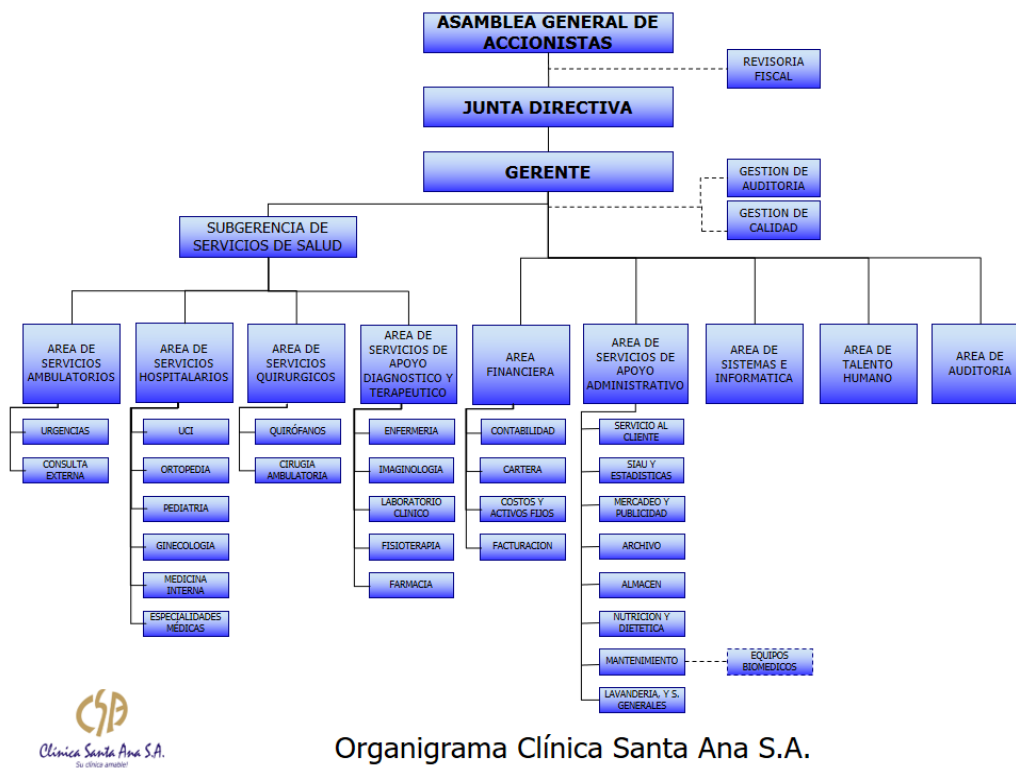 ASAMBLEA GENERAL DE
ACCIONISTAS
REVISORIA
FISCAL
JUNTA DIRECTIVA
GERENTE
GESTION DE
AUDITORIA
GESTION DE
CALIDAD
SUBGERENCIA DE
SERVICIOS DE SALUD
AREA DE
SERVICIOS
AMBULATORIOS
AREA DE
SERVICIOS
HOSPITALARIOS
AREA DE
SERVICIOS
QUIRURGICOS
AREA DE
SERVICIOS DE
APOYO
DIAGNOSTICO Y
TERAPEUTICO
AREA
FINANCIERA
AREA DE
SERVICIOS DE
APOYO
ADMINISTRATIVO
AREA DE
SISTEMAS E
INFORMATICA
AREA DE
TALENTO
HUMANO
AREA DE
AUDITORIA
URGENCIAS
CONSULTA
EXTERNA
UCI
ORTOPEDIA
PEDIATRIA
GINECOLOGIA
MEDICINA
INTERNA
ESPECIALIDADES
MÉDICAS
QUIRÓFANOS
CIRUGIA
AMBULATORIA
ENFERMERIA
IMAGINOLOGIA
LABORATORIO
CLINICO
FISIOTERAPIA
FARMACIA
CONTABILIDAD
CARTERA
COSTOS Y
ACTIVOS FIJOS
FACTURACION
SERVICIO AL
CLIENTE
SIAU Y
ESTADISTICAS
MERCADEO Y
PUBLICIDAD
ARCHIVO
ALMACEN
NUTRICION Y
DIETETICA
MANTENIMIENTO
EQUIPOS
BIOMEDICOS
LAVANDERIA, Y S.
GENERALES
CSA
Clínica Santa Ana S.A.
Su clínica amable!
Organigrama Clínica Santa Ana S.A.